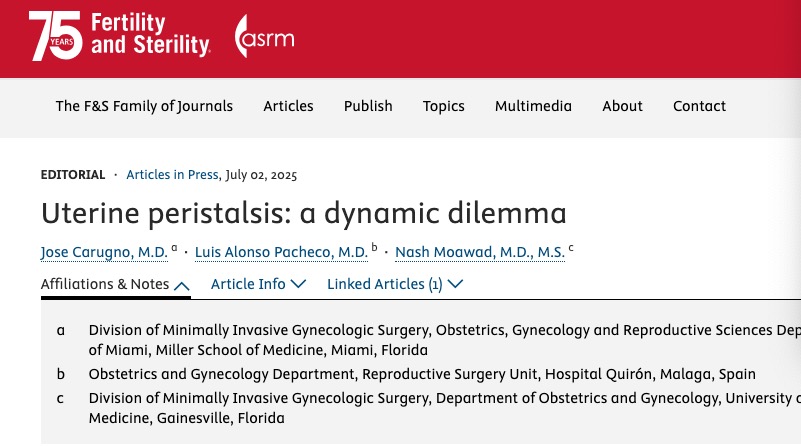 75 YEARS Fertility and Sterility® asrm
The F&S Family of Journals Articles Publish Topics Multimedia About Contact
EDITORIAL · Articles in Press, July 02, 2025
Uterine peristalsis: a dynamic dilemma
Jose Carugno, M.D. a · Luis Alonso Pacheco, M.D. b · Nash Moawad, M.D., M.S. c
Affiliations & Notes Article Info Linked Articles (1)
a Division of Minimally Invasive Gynecologic Surgery, Obstetrics, Gynecology and Reproductive Sciences Dep
of Miami, Miller School of Medicine, Miami, Florida
b Obstetrics and Gynecology Department, Reproductive Surgery Unit, Hospital Quirón, Malaga, Spain
c Division of Minimally Invasive Gynecologic Surgery, Department of Obstetrics and Gynecology, University
Medicine, Gainesville, Florida